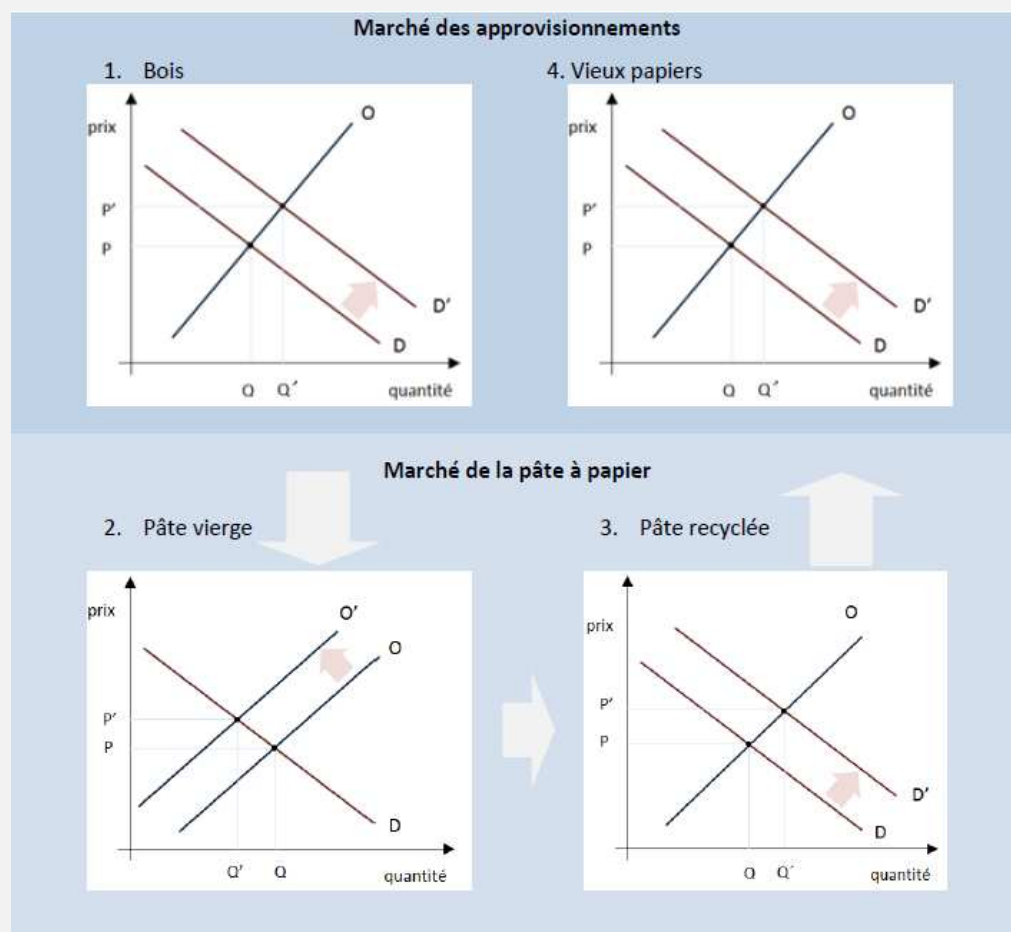 Marché des approvisionnements
1. Bois
4. Vieux papiers
prix
P'
P
O
D'
D
Q Q'
quantité
prix
P'
P
O
D'
D
Q Q'
quantité
Marché de la pâte à papier
2. Pâte vierge
3. Pâte recyclée
prix
P'
P
O'
O
D
Q' Q
quantité
prix
P'
P
O
D'
D
Q Q'
quantité